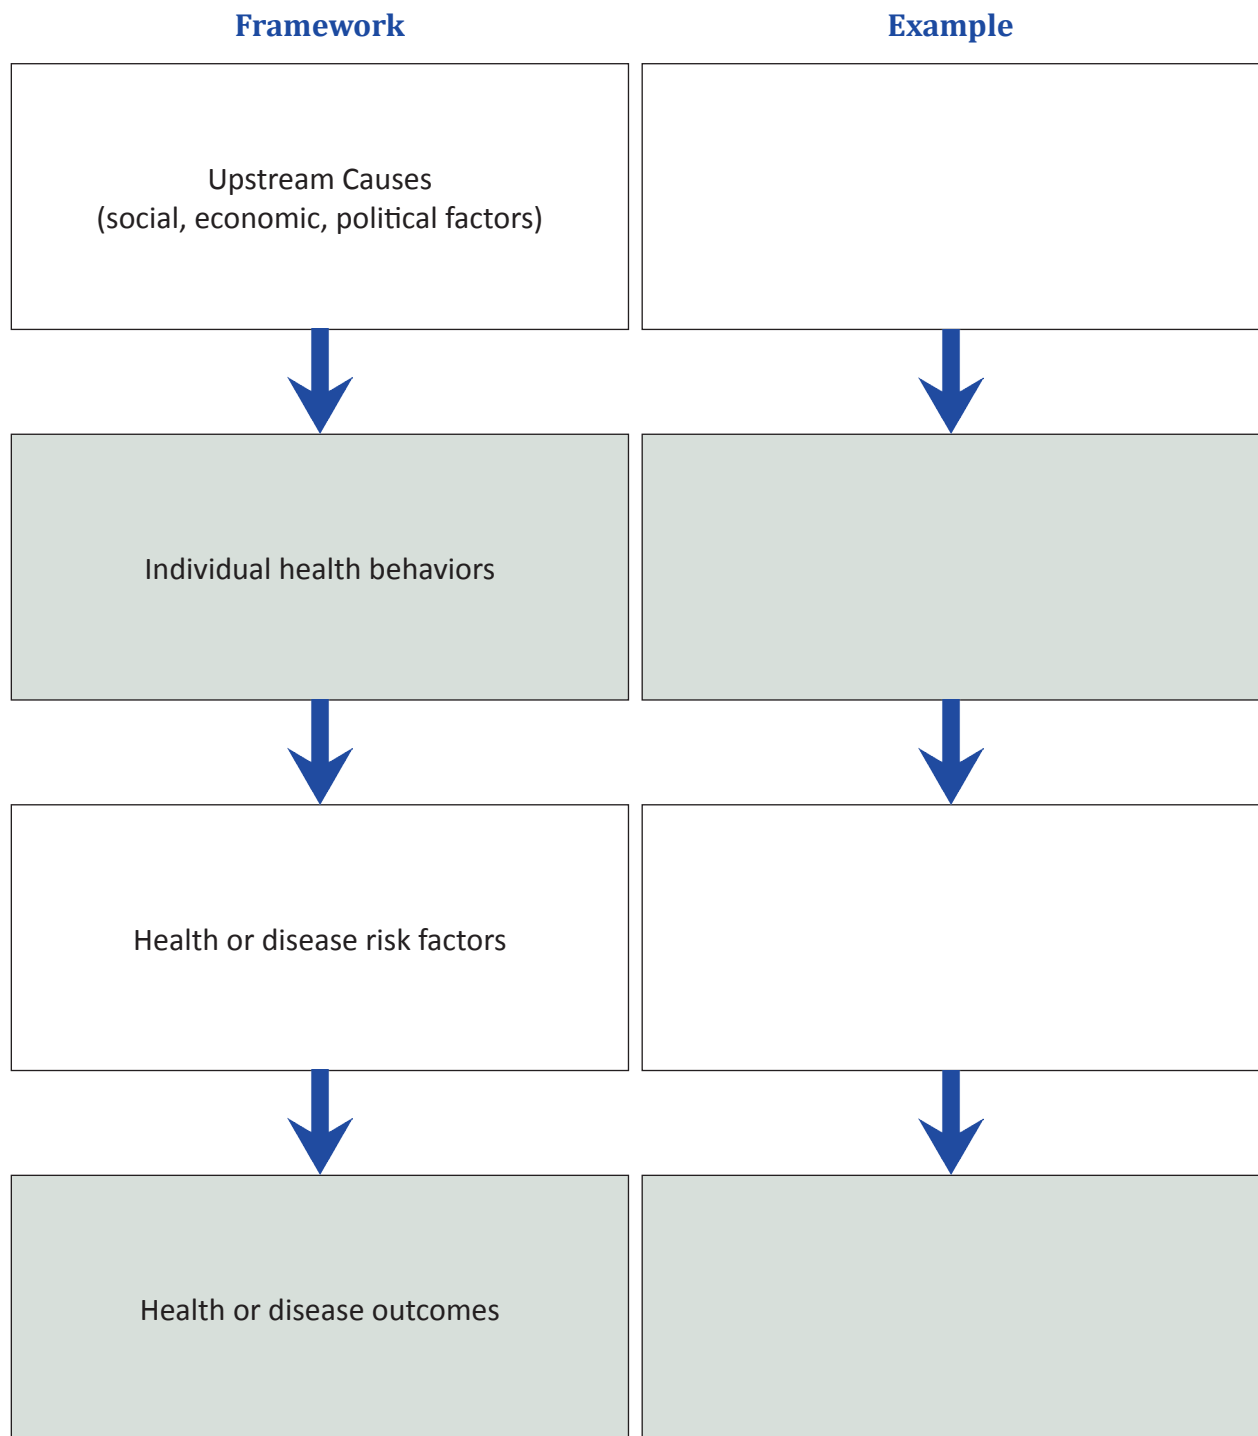 Framework
Example
Upstream Causes
(social, economic, political factors)
Individual health behaviors
Health or disease risk factors
Health or disease outcomes